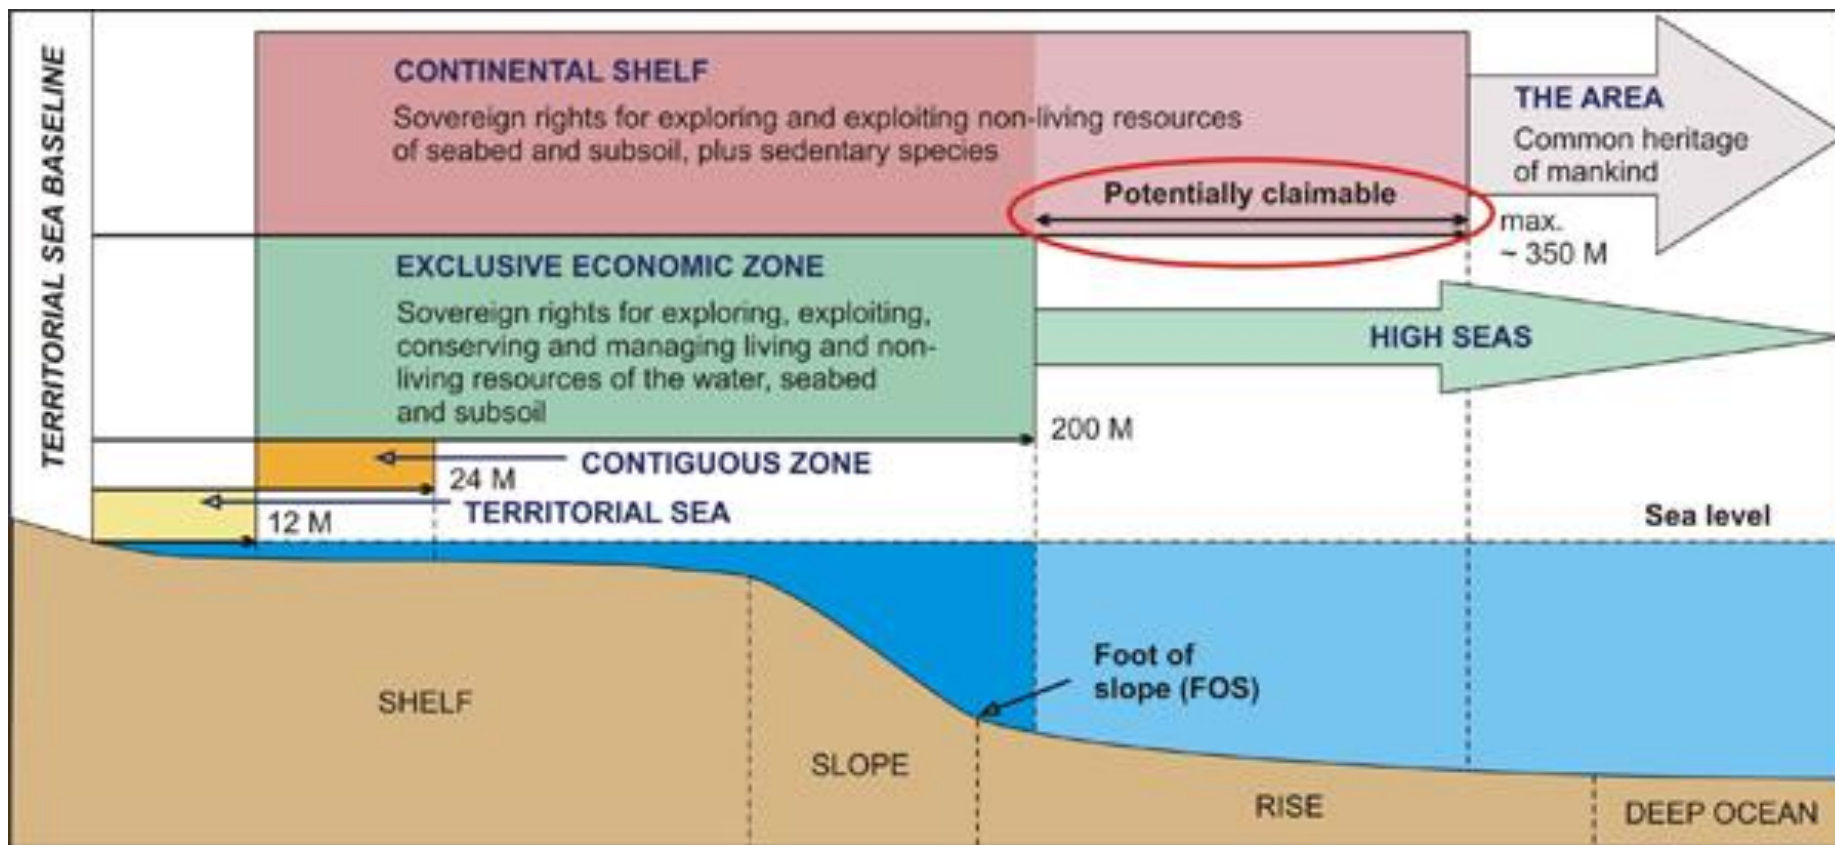 TERRITORIAL SEA BASELINE
CONTINENTAL SHELF
Sovereign rights for exploring and exploiting non-living resources
of seabed and subsoil, plus sedentary species
Potentially claimable
THE AREA
Common heritage
of mankind
max.
~ 350 M
EXCLUSIVE ECONOMIC ZONE
Sovereign rights for exploring, exploiting,
conserving and managing living and non-
living resources of the water, seabed
and subsoil
HIGH SEAS
200 M
CONTIGUOUS ZONE
24 M
TERRITORIAL SEA
12 M
Sea level
Foot of
slope (FOS)
SHELF
SLOPE
RISE
DEEP OCEAN